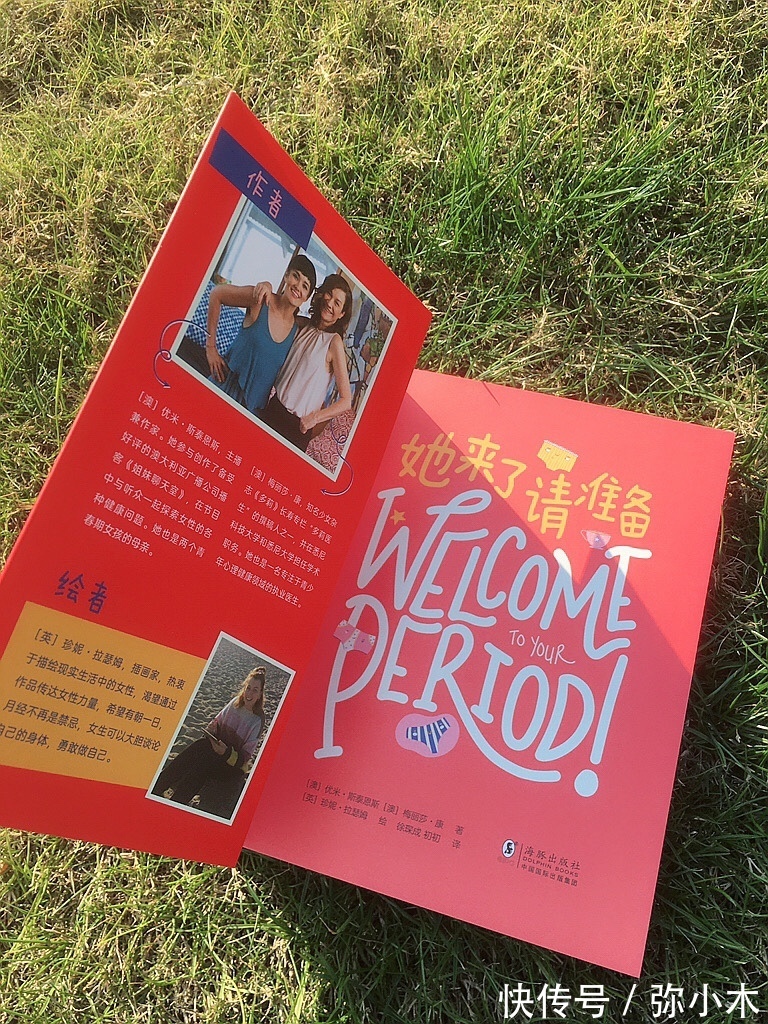 作者
[澳] 优米·斯泰恩斯，主播
兼作家。她参与创作了备受
好评的澳大利亚广播公司播
客《姐妹聊天室》，在节目
中与听众一起探索女性的各
种健康问题。她也是两个青
春期女孩的母亲。
[澳] 梅丽莎·康，知名少女杂
志《多莉》长寿专栏“多莉医
生”的撰稿人之一，并在悉尼
科技大学和悉尼大学担任学术
职务。她也是一名专注于青少
年心理健康领域的执业医生。
绘者
[英] 珍妮·拉瑟姆，插画家，热衷
于描绘现实生活中的女性，渴望通过
作品传达女性力量，希望有朝一日，
月经不再是禁忌，女生可以大胆谈论
自己的身体，勇敢做自己。
她来了请准备
WELCOME
TO YOUR
PERIOD!
[澳] 优米·斯泰恩斯 [澳] 梅丽莎·康 著
[英] 珍妮·拉瑟姆 绘 徐琛成 初初 译
海豚出版社
DOLPHIN BOOKS
中国国际出版集团
快传号 / 弥小木